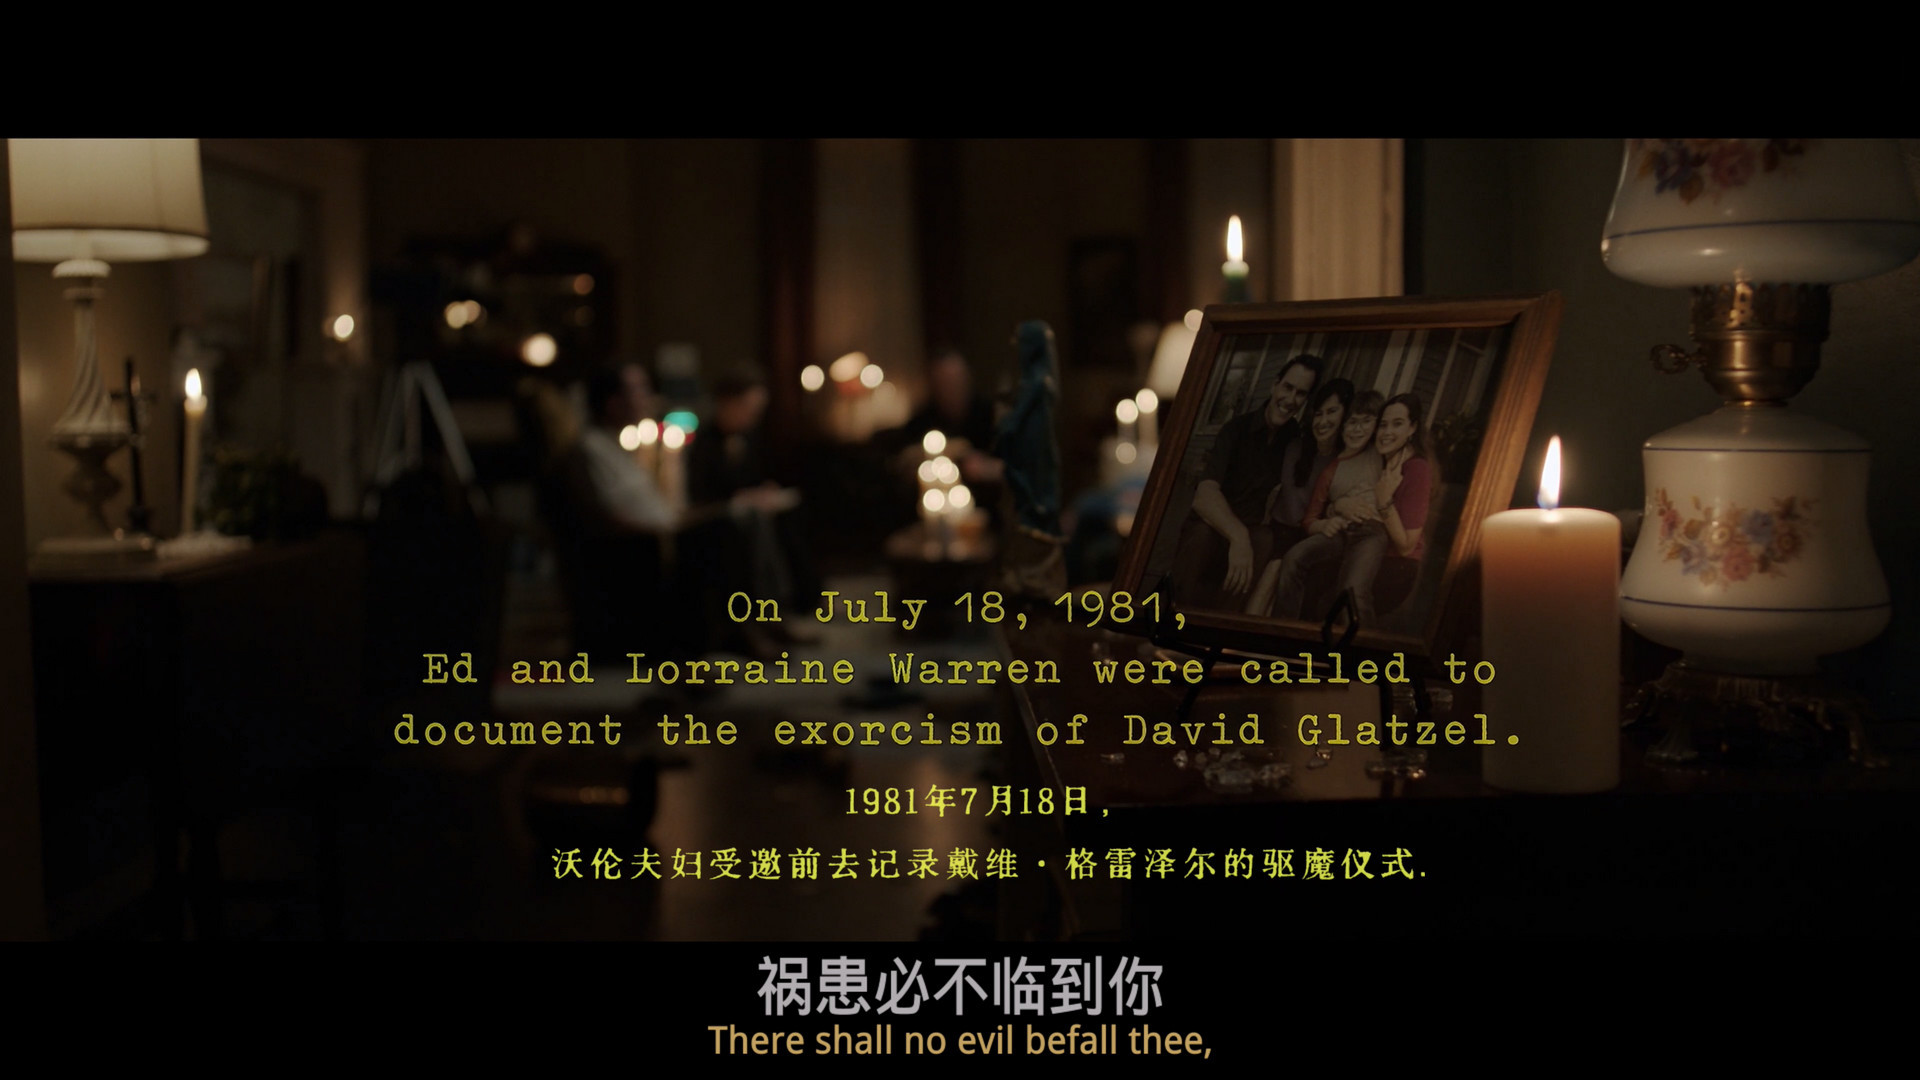 On July 18, 1981,
Ed and Lorraine Warren were called to
document the exorcism of David Glatzel.
1981年7月18日,
沃伦夫妇受邀前去记录戴维·格雷泽尔的驱魔仪式.
祸患必不临到你
There shall no evil befall thee,